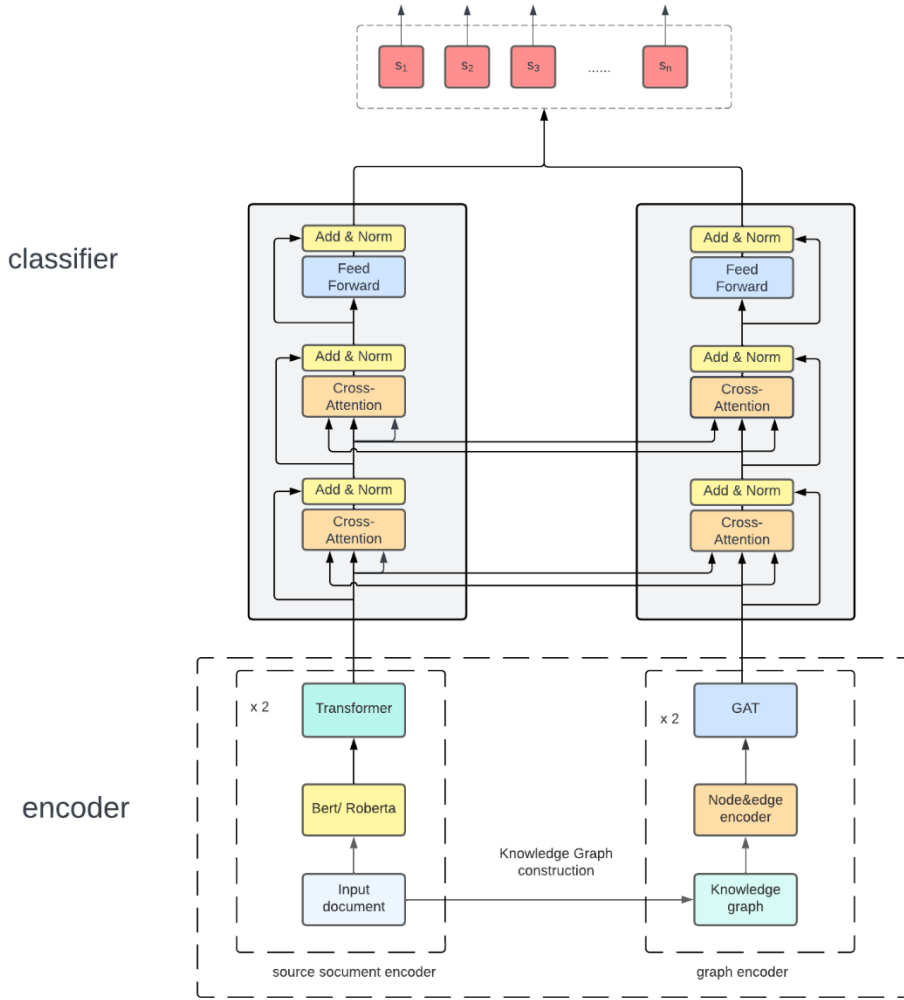 s1
s2
s3
......
sn
classifier
Add & Norm
Feed
Forward
Add & Norm
Cross-
Attention
Add & Norm
Cross-
Attention
Add & Norm
Feed
Forward
Add & Norm
Cross-
Attention
Add & Norm
Cross-
Attention
encoder
x 2
Transformer
Bert/ Roberta
Input
document
source socument encoder
Knowledge Graph
construction
x 2
GAT
Node&edge
encoder
Knowledge
graph
graph encoder